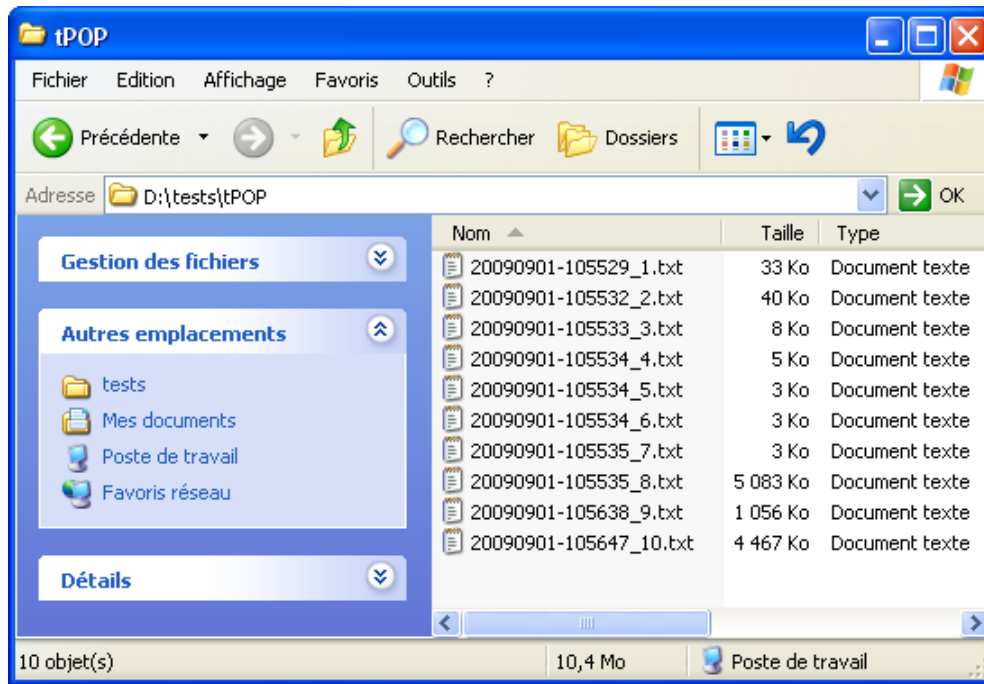 tPOP
Fichier Edition Affichage Favoris Outils ?
Précédente Rechercher Dossiers
Adresse D:\tests\tPOP OK
Gestion des fichiers
Autres emplacements
tests
Mes documents
Poste de travail
Favoris réseau
Détails
Nom Taille Type
20090901-105529_1.txt 33 Ko Document texte
20090901-105532_2.txt 40 Ko Document texte
20090901-105533_3.txt 8 Ko Document texte
20090901-105534_4.txt 5 Ko Document texte
20090901-105534_5.txt 3 Ko Document texte
20090901-105534_6.txt 3 Ko Document texte
20090901-105535_7.txt 3 Ko Document texte
20090901-105535_8.txt 5 083 Ko Document texte
20090901-105638_9.txt 1 056 Ko Document texte
20090901-105647_10.txt 4 467 Ko Document texte
10 objet(s) 10,4 Mo Poste de travail